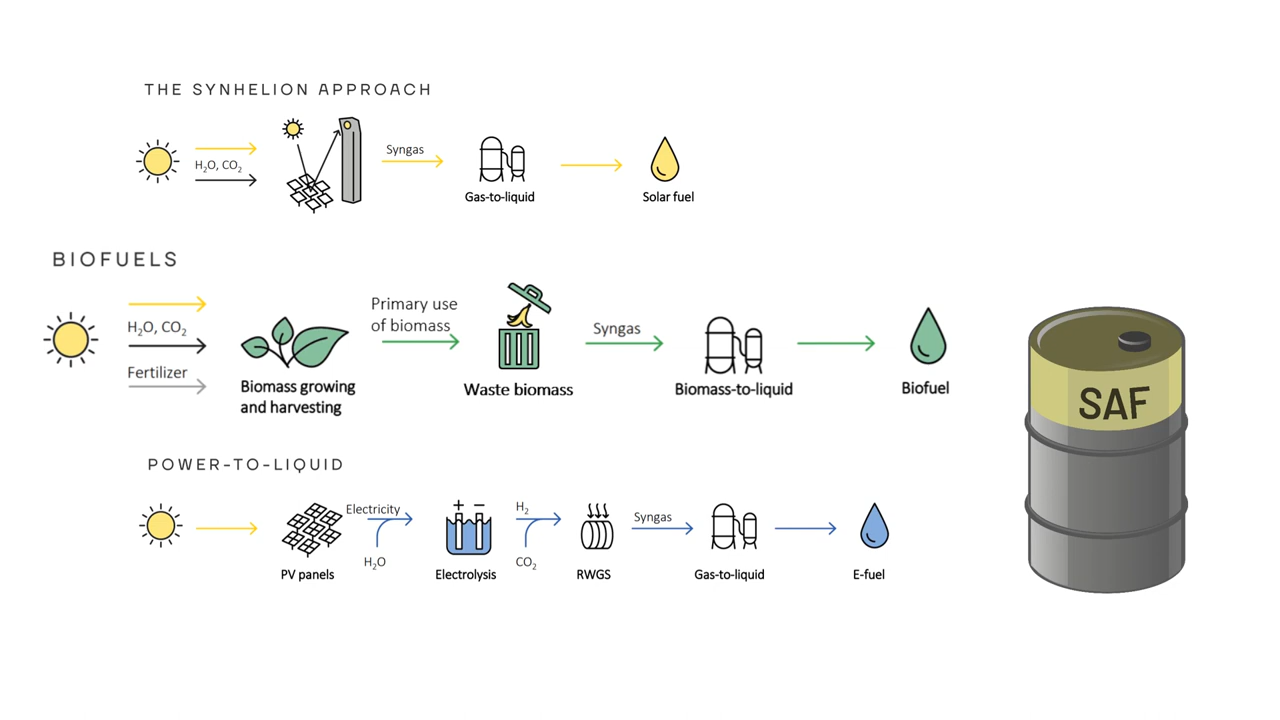 THE SYNHELION APPROACH
H₂O, CO₂
Syngas
Gas-to-liquid
Solar fuel
BIOFUELS
H₂O, CO₂
Fertilizer
Biomass growing
and harvesting
Primary use
of biomass
Waste biomass
Syngas
Biomass-to-liquid
Biofuel
SAF
POWER-TO-LIQUID
PV panels
Electricity
H₂O
+ −
Electrolysis
H₂
CO₂
RWGS
Syngas
Gas-to-liquid
E-fuel